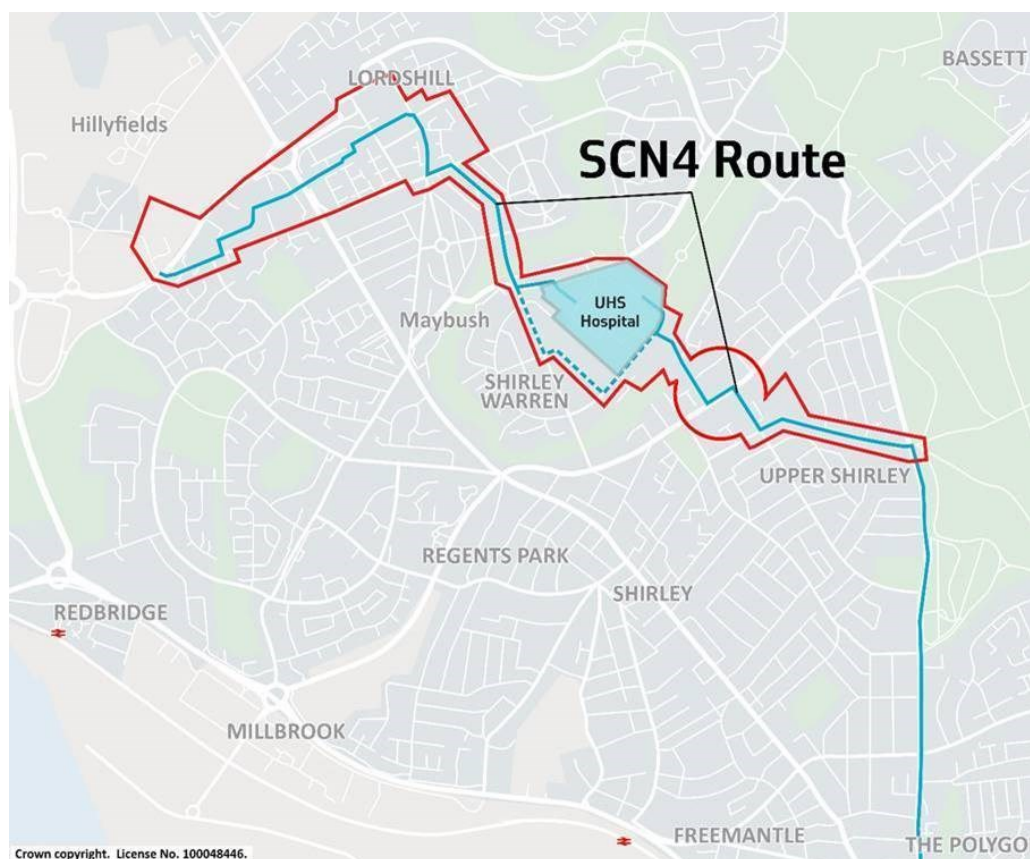 BASSETT
LORDSHILL
Hillyfields
SCN4 Route
UHS
Hospital
Maybush
SHIRLEY
WARREN
UPPER SHIRLEY
REGENTS PARK
SHIRLEY
REDBRIDGE
MILLBROOK
FREEMANTLE
THE POLYGO
Crown copyright. License No. 100048446.